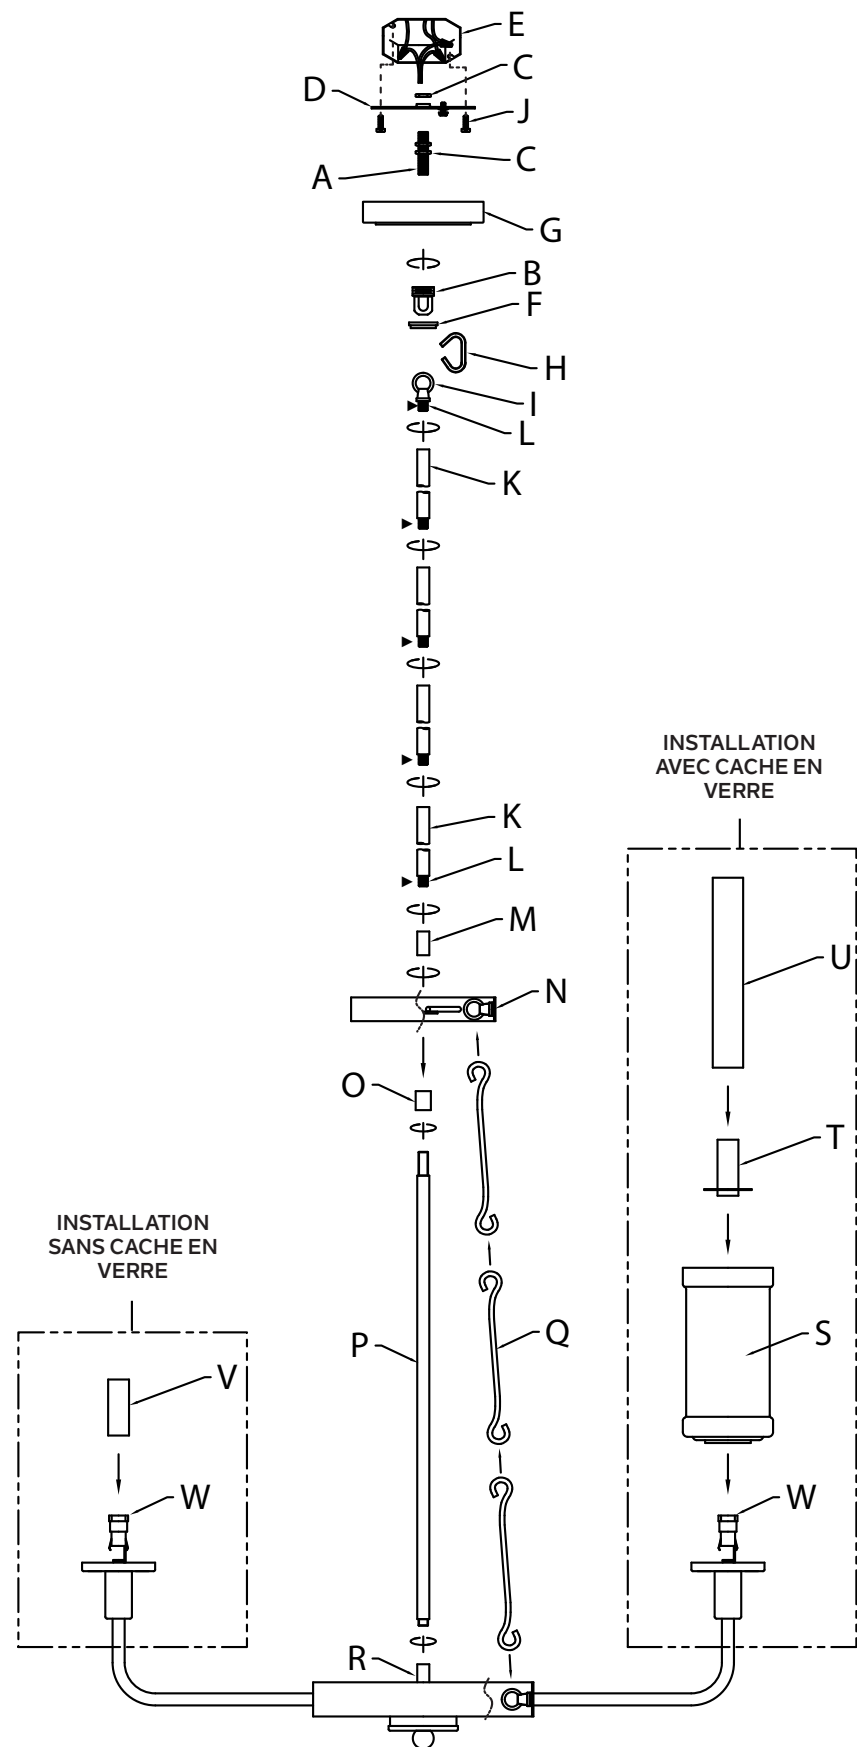 E
C
D
J
C
A
G
B
F
H
I
L
K
INSTALLATION
AVEC CACHE EN
VERRE
K
L
M
U
N
O
T
INSTALLATION
SANS CACHE EN
VERRE
P
Q
S
V
W
W
R